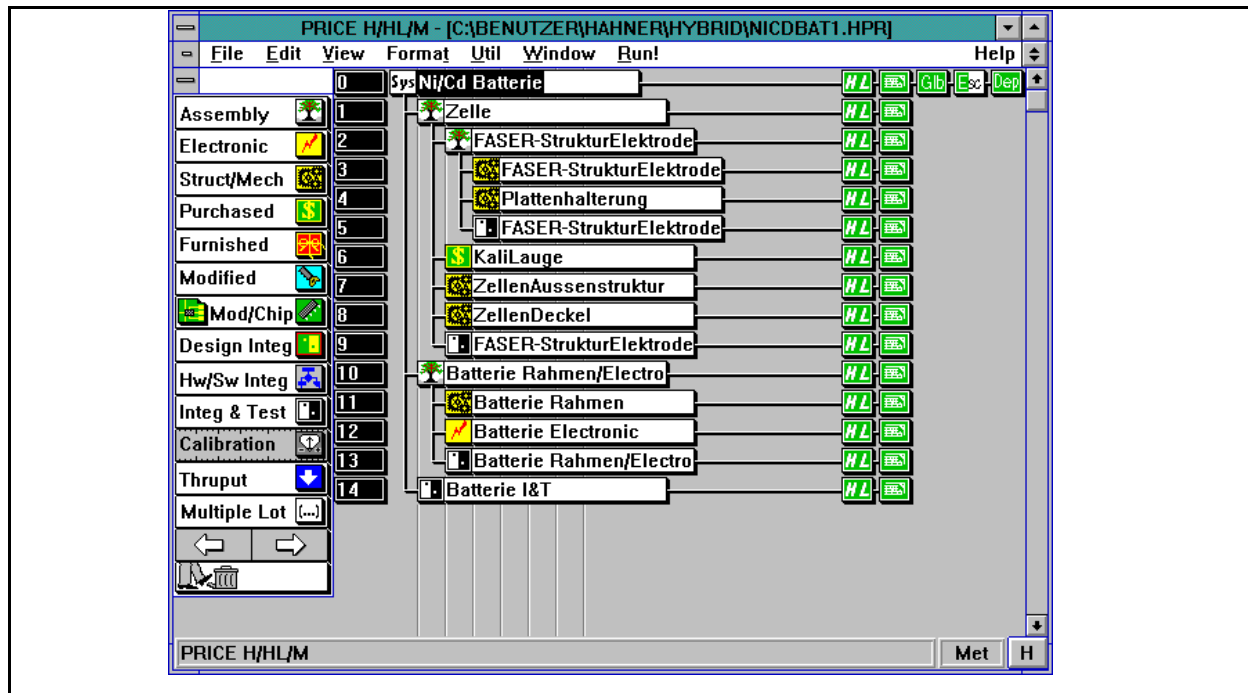 PRICE H/HL/M - [C:\BENUTZER\HAHNER\HYBRID\NICDBAT1.HPR]
File Edit View Format Util Window Run! Help
0 Sys Ni/Cd Batterie HL Glb Esc Dep
Assembly 1 Zelle HL
Electronic 2 FASER-StrukturElektrode HL
Struct/Mech 3 FASER-StrukturElektrode HL
Purchased 4 Plattenhalterung HL
Furnished 5 FASER-StrukturElektrode HL
Modified 6 $ KaliLauge HL
7 ZellenAussenstruktur HL
Mod/Chip 8 ZellenDeckel HL
Design Integ 9 FASER-StrukturElektrode HL
Hw/Sw Integ 10 Batterie Rahmen/Electro HL
Integ & Test 11 Batterie Rahmen HL
Calibration 12 Batterie Electronic HL
Thruput 13 Batterie Rahmen/Electro HL
Multiple Lot (...) 14 Batterie I&T HL
PRICE H/HL/M Met H